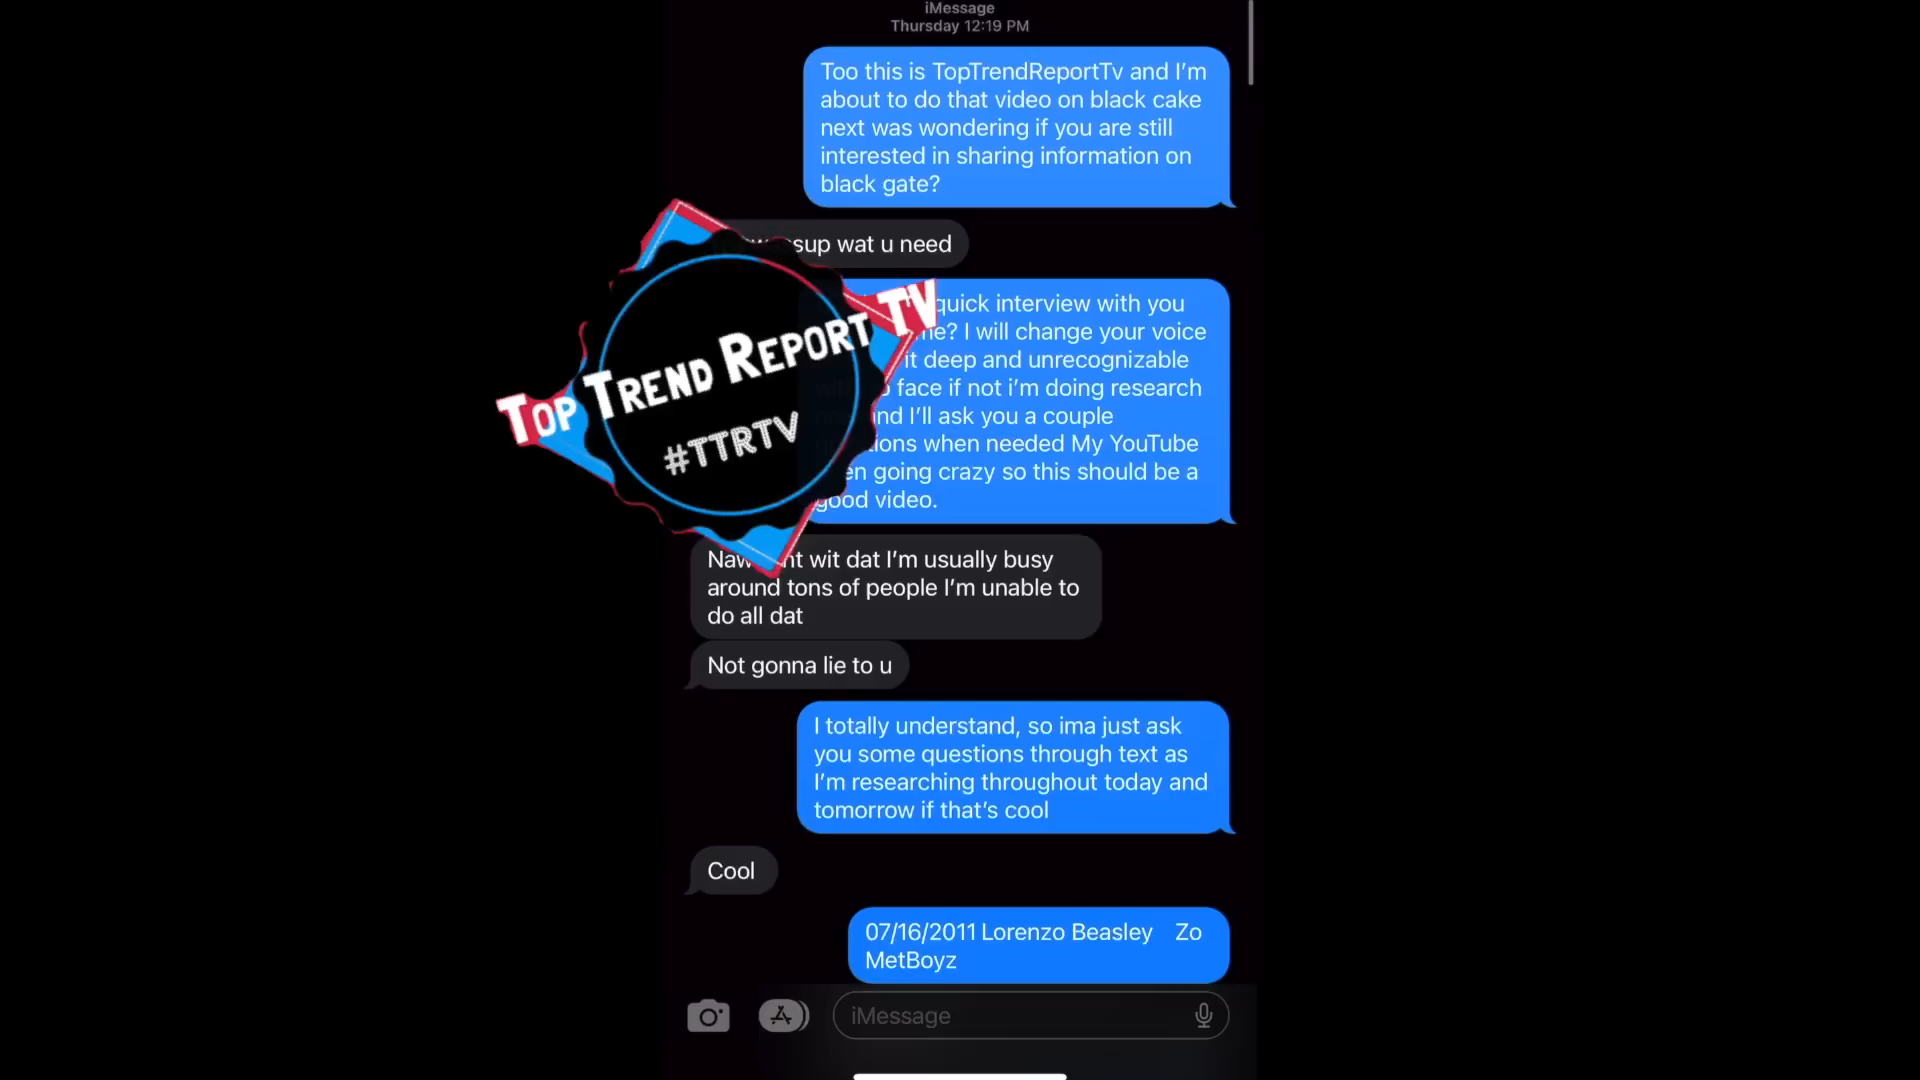 iMessage
Thursday 12:19 PM
Too this is TopTrendReportTv and I’m
about to do that video on black cake
next was wondering if you are still
interested in sharing information on
black gate?
sup wat u need
quick interview with you
me? I will change your voice
it deep and unrecognizable
face if not i’m doing research
nd I’ll ask you a couple
tions when needed My YouTube
en going crazy so this should be a
good video.
TOP TREND REPORT TV
#TTRTV
Naw nt wit dat I’m usually busy
around tons of people I’m unable to
do all dat
Not gonna lie to u
I totally understand, so ima just ask
you some questions through text as
I’m researching throughout today and
tomorrow if that’s cool
Cool
07/16/2011 Lorenzo Beasley Zo
MetBoyz
iMessage